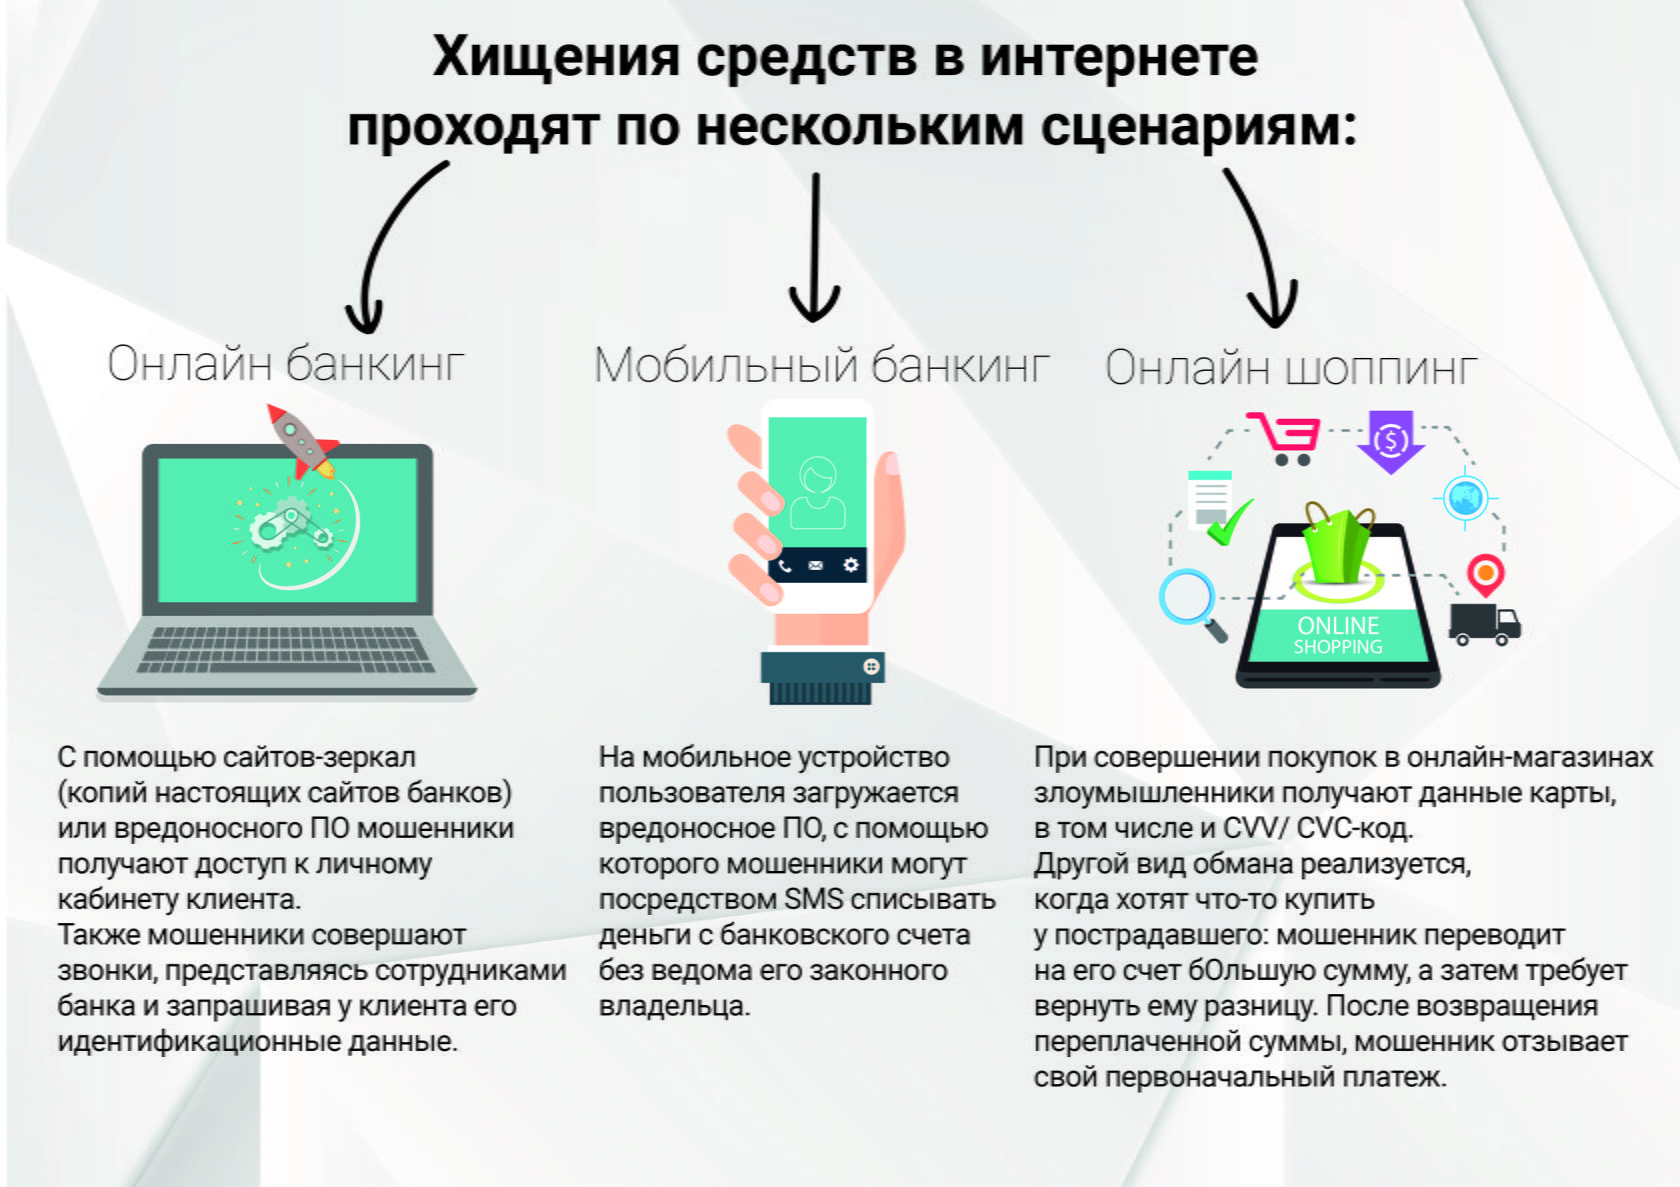 Хищения средств в интернете
проходят по нескольким сценариям:
Онлайн банкинг
С помощью сайтов-зеркал
(копий настоящих сайтов банков)
или вредоносного ПО мошенники
получают доступ к личному
кабинету клиента.
Также мошенники совершают
звонки, представляясь сотрудниками
банка и запрашивая у клиента его
идентификационные данные.
Мобильный банкинг
На мобильное устройство
пользователя загружается
вредоносное ПО, с помощью
которого мошенники могут
посредством SMS списывать
деньги с банковского счета
без ведома его законного
владельца.
Онлайн шоппинг
$
ONLINE
SHOPPING
При совершении покупок в онлайн-магазинах
злоумышленники получают данные карты,
в том числе и CVV/ CVC-код.
Другой вид обмана реализуется,
когда хотят что-то купить
у пострадавшего: мошенник переводит
на его счет бОльшую сумму, а затем требует
вернуть ему разницу. После возвращения
переплаченной суммы, мошенник отзывает
свой первоначальный платеж.